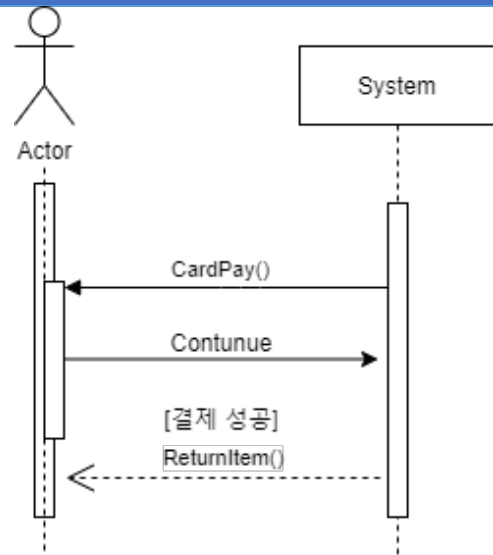 System
Actor
CardPay()
Contunue
[결제 성공]
ReturnItem()